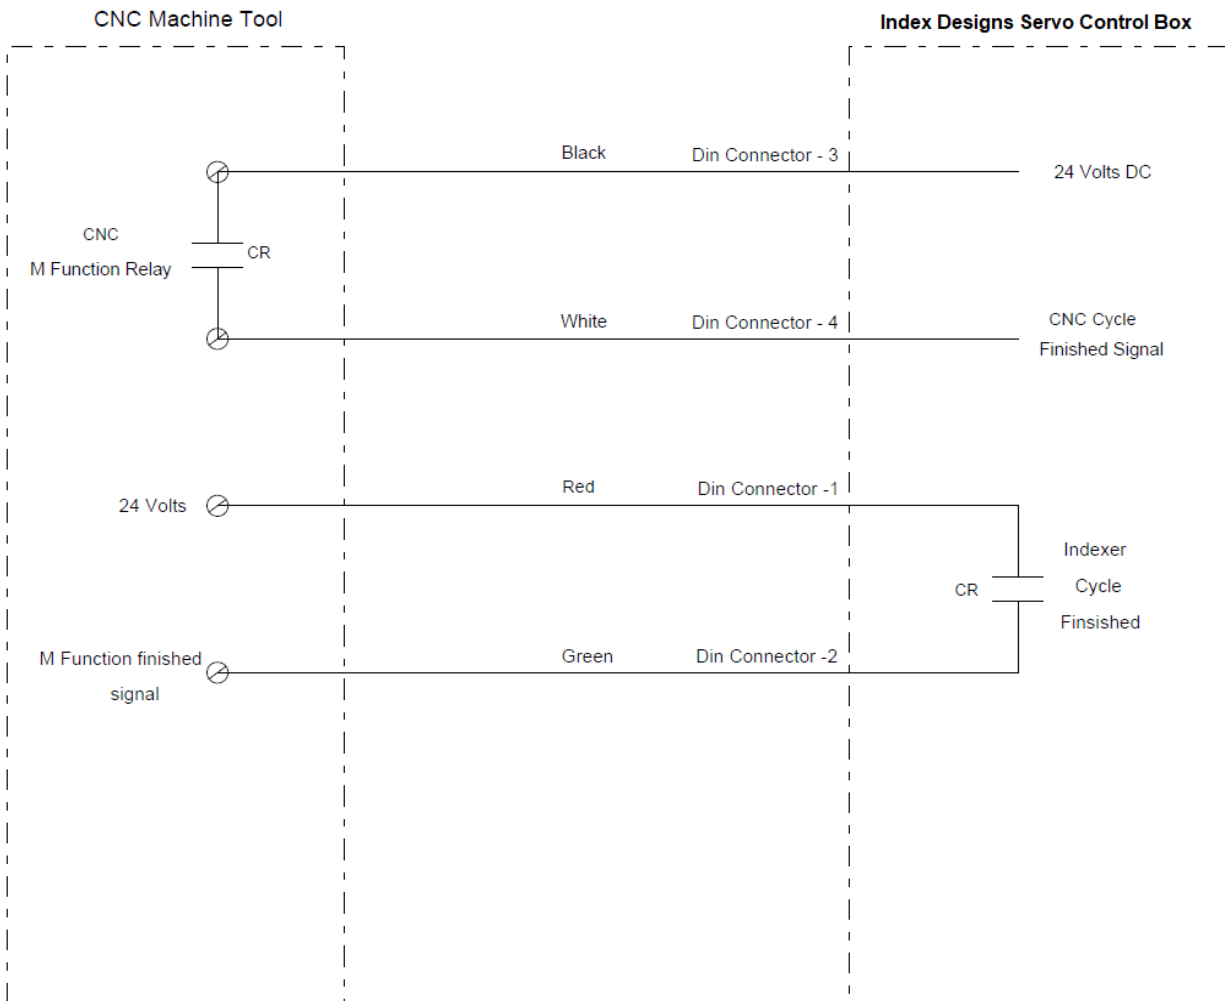 CNC Machine Tool
Index Designs Servo Control Box
Black
Din Connector - 3
24 Volts DC
CNC
M Function Relay
CR
White
Din Connector - 4
CNC Cycle
Finished Signal
24 Volts
Red
Din Connector -1
CR
Indexer
Cycle
Finsished
M Function finished
signal
Green
Din Connector -2